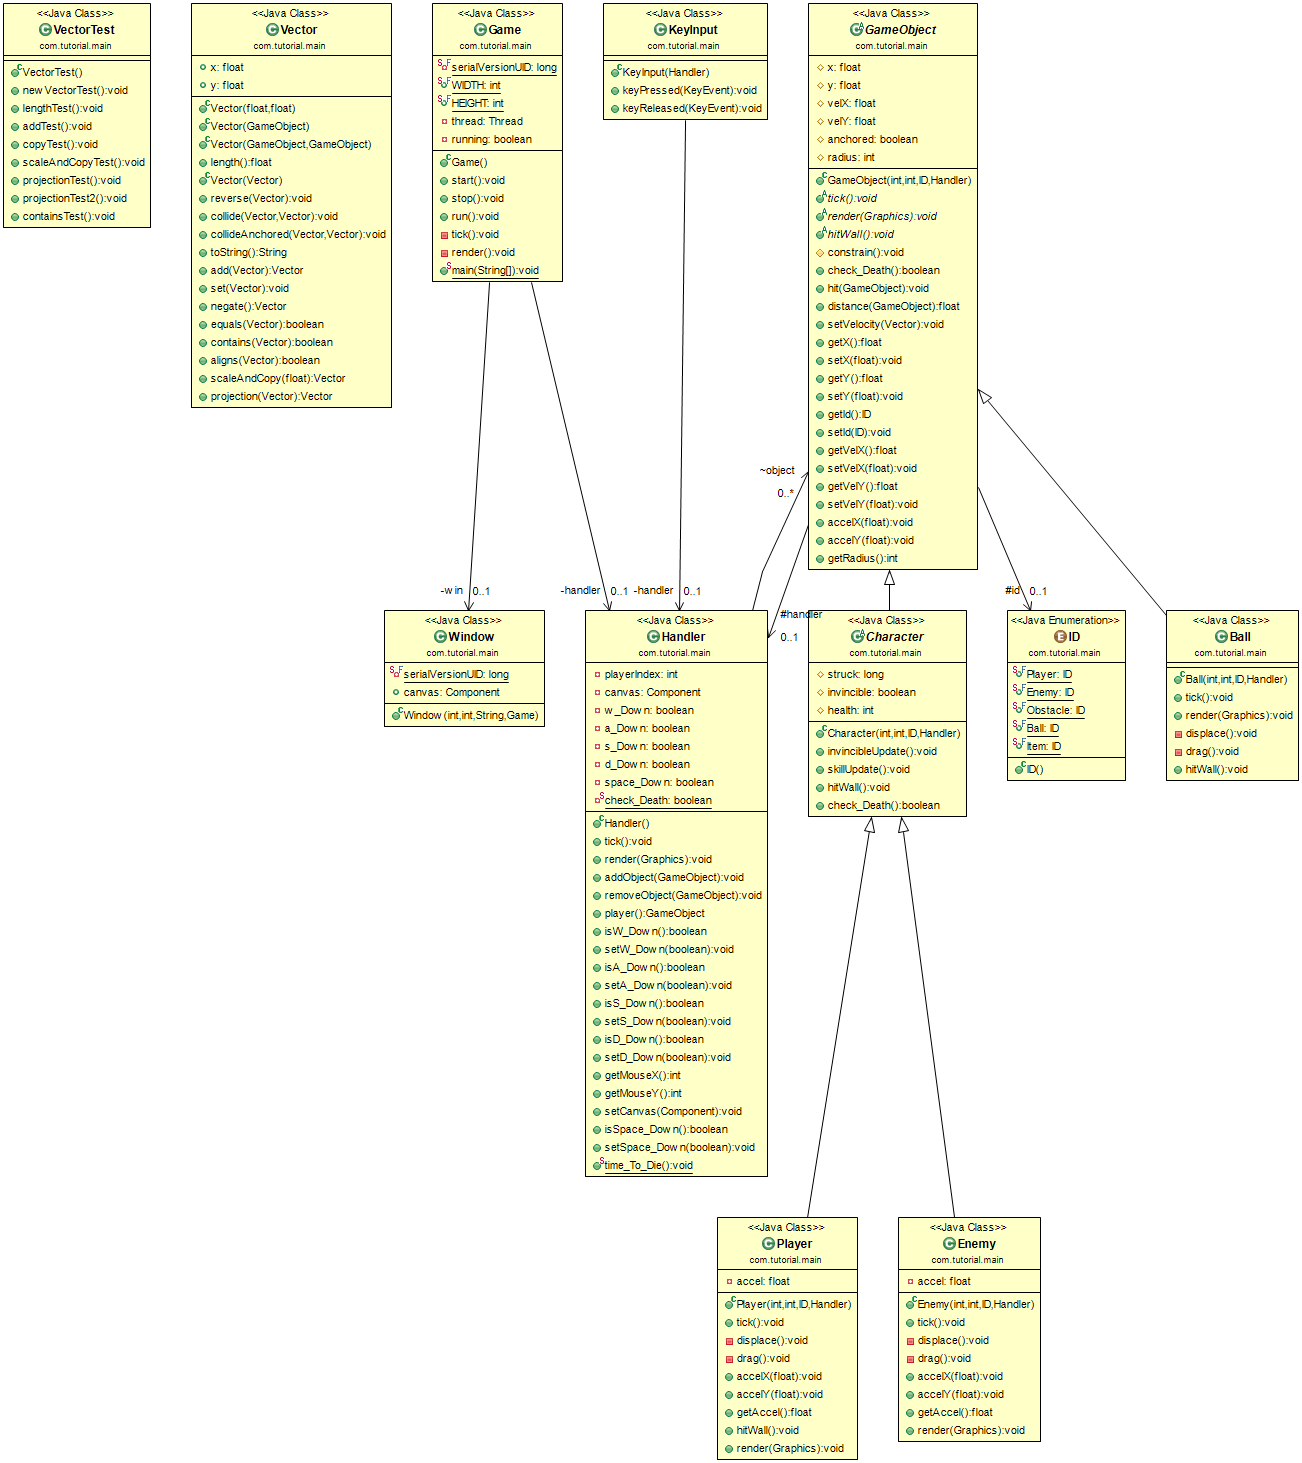 <<Java Class>>
VectorTest
com.tutorial.main
VectorTest()
newVectorTest():void
lengthTest():void
addTest():void
copyTest():void
scaleAndCopyTest():void
projectionTest():void
projectionTest2():void
containsTest():void
<<Java Class>>
Vector
com.tutorial.main
x: float
y: float
Vector(float,float)
Vector(GameObject)
Vector(GameObject,GameObject)
length():float
Vector(Vector)
reverse(Vector):void
collide(Vector,Vector):void
collideAnchored(Vector,Vector):void
toString():String
add(Vector):Vector
set(Vector):void
negate():Vector
equals(Vector):boolean
contains(Vector):boolean
aligns(Vector):boolean
scaleAndCopy(float):Vector
projection(Vector):Vector
<<Java Class>>
Game
com.tutorial.main
serialVersionUID: long
WIDTH: int
HEIGHT: int
thread: Thread
running: boolean
Game()
start():void
stop():void
run():void
tick():void
render():void
main(String[]):void
<<Java Class>>
KeyInput
com.tutorial.main
KeyInput(Handler)
keyPressed(KeyEvent):void
keyReleased(KeyEvent):void
<<Java Class>>
GameObject
com.tutorial.main
x: float
y: float
velX: float
velY: float
anchored: boolean
radius: int
GameObject(int,int,ID,Handler)
tick():void
render(Graphics):void
hitWall():void
constrain():void
check_Death():boolean
hit(GameObject):void
distance(GameObject):float
setVelocity(Vector):void
getX():float
setX(float):void
getY():float
setY(float):void
getId():ID
setId(ID):void
getVelX():float
setVelX(float):void
getVelY():float
setVelY(float):void
accelX(float):void
accelY(float):void
getRadius():int
~object
0..*
-win 0..1
-handler 0..1
-handler 0..1
#handler
0..1
#id 0..1
<<Java Class>>
Window
com.tutorial.main
serialVersionUID: long
canvas: Component
Window(int,int,String,Game)
<<Java Class>>
Handler
com.tutorial.main
playerIndex: int
canvas: Component
w_Down: boolean
a_Down: boolean
s_Down: boolean
d_Down: boolean
space_Down: boolean
check_Death: boolean
Handler()
tick():void
render(Graphics):void
addObject(GameObject):void
removeObject(GameObject):void
player():GameObject
isW_Down():boolean
setW_Down(boolean):void
isA_Down():boolean
setA_Down(boolean):void
isS_Down():boolean
setS_Down(boolean):void
isD_Down():boolean
setD_Down(boolean):void
getMouseX():int
getMouseY():int
setCanvas(Component):void
isSpace_Down():boolean
setSpace_Down(boolean):void
time_To_Die():void
<<Java Class>>
Character
com.tutorial.main
struck: long
invincible: boolean
health: int
Character(int,int,ID,Handler)
invincibleUpdate():void
skillUpdate():void
hitWall():void
check_Death():boolean
<<Java Enumeration>>
ID
com.tutorial.main
Player: ID
Enemy: ID
Obstacle: ID
Ball: ID
Item: ID
ID()
<<Java Class>>
Ball
com.tutorial.main
Ball(int,int,ID,Handler)
tick():void
render(Graphics):void
displace():void
drag():void
hitWall():void
<<Java Class>>
Player
com.tutorial.main
accel: float
Player(int,int,ID,Handler)
tick():void
displace():void
drag():void
accelX(float):void
accelY(float):void
getAccel():float
hitWall():void
render(Graphics):void
<<Java Class>>
Enemy
com.tutorial.main
accel: float
Enemy(int,int,ID,Handler)
tick():void
displace():void
drag():void
accelX(float):void
accelY(float):void
getAccel():float
render(Graphics):void